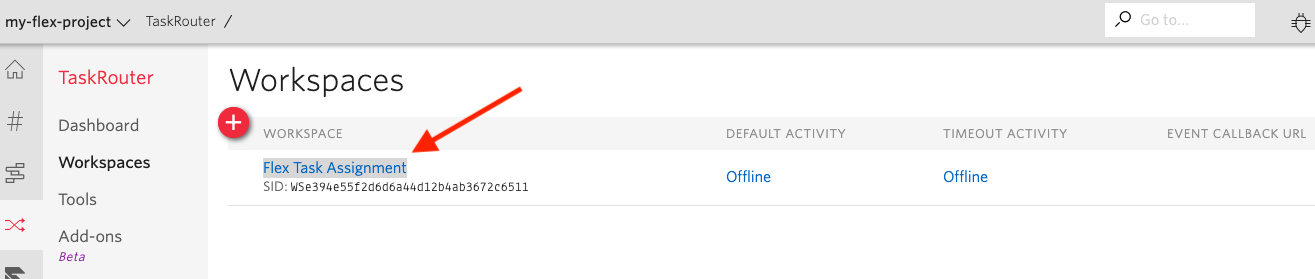 my-flex-project TaskRouter /
Go to...
TaskRouter
Dashboard
Workspaces
Tools
Add-ons
Beta
Workspaces
WORKSPACE DEFAULT ACTIVITY TIMEOUT ACTIVITY EVENT CALLBACK URL
Flex Task Assignment
SID: WSe394e55f2d6d6a44d12b4ab3672c6511
Offline Offline